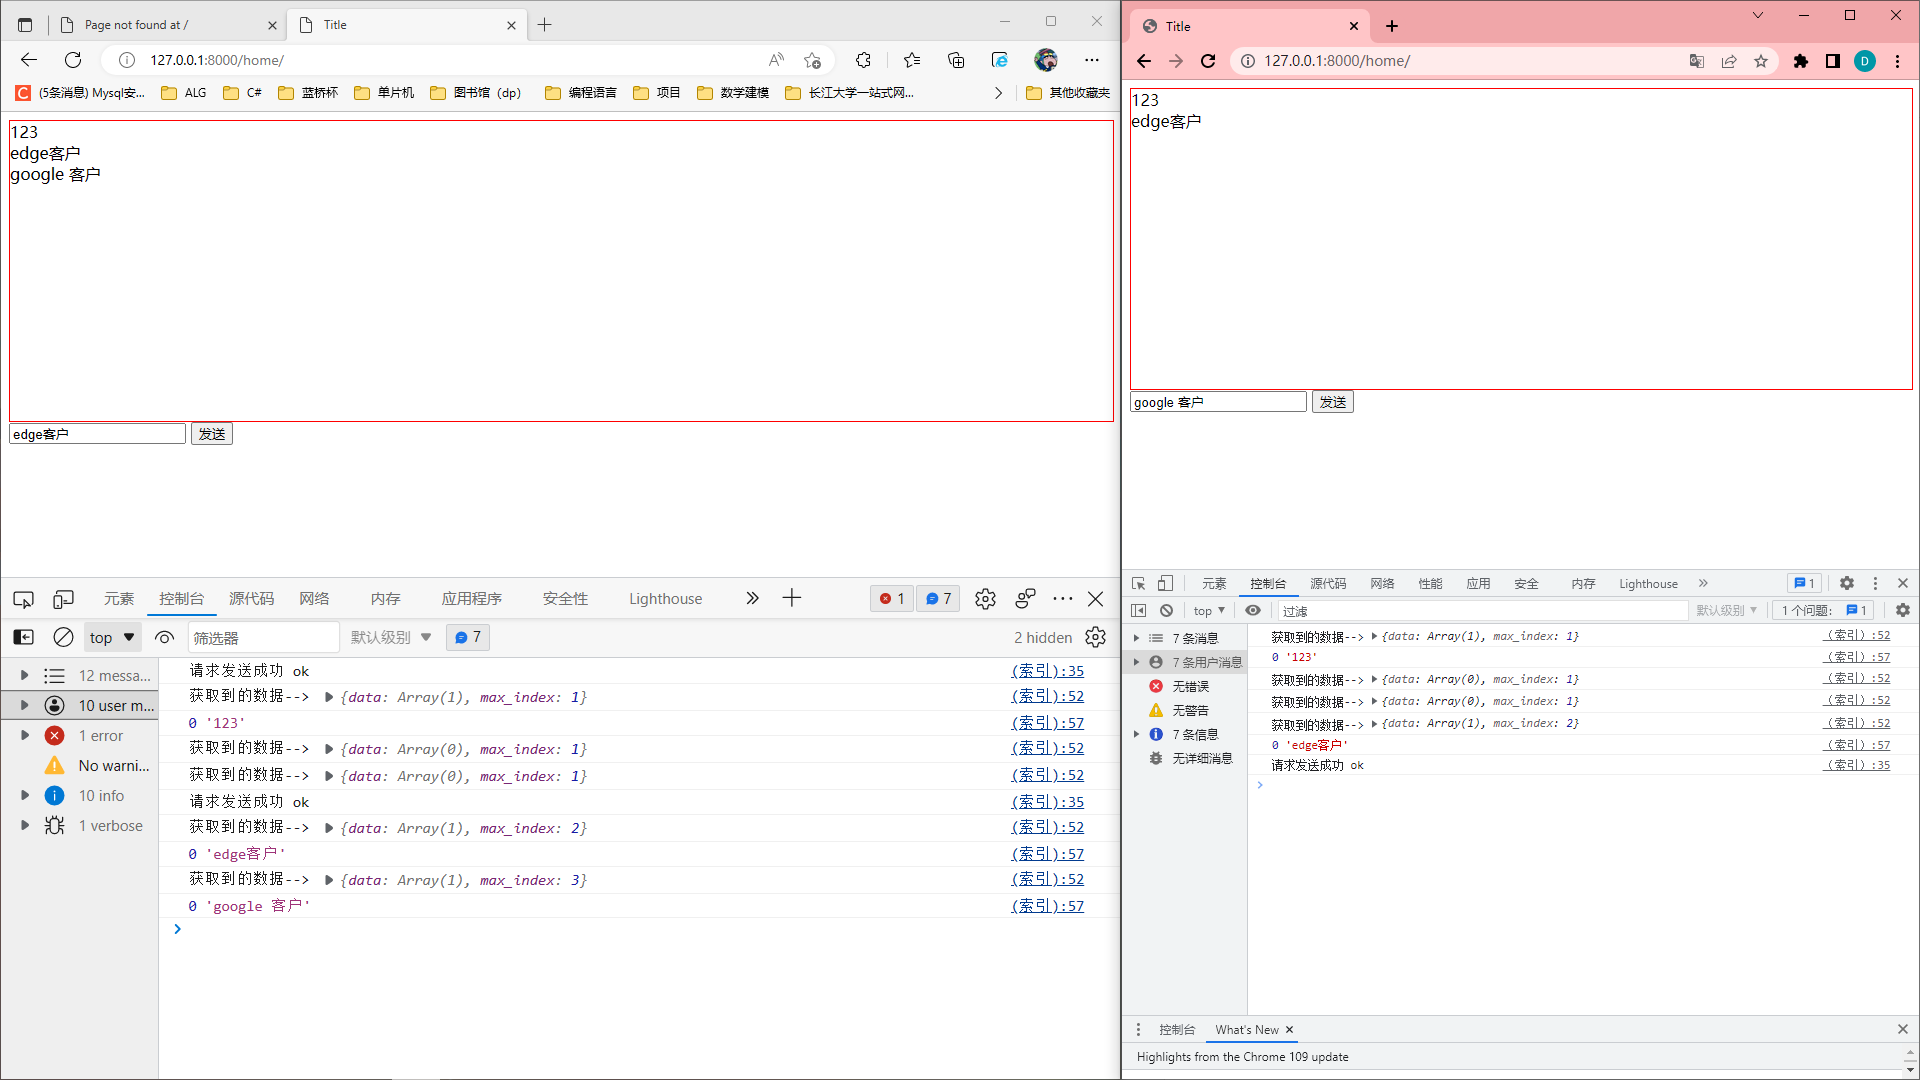 Page not found at /
Title
127.0.0.1:8000/home/
(5条消息) Mysql安...
ALG
C#
蓝桥杯
单片机
图书馆（dp）
编程语言
项目
数学建模
长江大学一站式网...
其他收藏夹
123
edge客户
google 客户
edge客户
发送
元素
控制台
源代码
网络
内存
应用程序
安全性
Lighthouse
1
7
top
筛选器
默认级别
7
2 hidden
12 messa...
10 user m...
1 error
No warni...
10 info
1 verbose
请求发送成功 ok (索引):35
获取到的数据--> {data: Array(1), max_index: 1} (索引):52
0 '123' (索引):57
获取到的数据--> {data: Array(0), max_index: 1} (索引):52
获取到的数据--> {data: Array(0), max_index: 1} (索引):52
请求发送成功 ok (索引):35
获取到的数据--> {data: Array(1), max_index: 2} (索引):52
0 'edge客户' (索引):57
获取到的数据--> {data: Array(1), max_index: 3} (索引):52
0 'google 客户' (索引):57
Title
127.0.0.1:8000/home/
D
123
edge客户
google 客户
发送
元素
控制台
源代码
网络
性能
应用
安全
内存
Lighthouse
1
top
过滤
默认级别
1 个问题:
1
7 条消息
7 条用户消息
无错误
无警告
7 条信息
无详细消息
获取到的数据--> {data: Array(1), max_index: 1} （索引）:52
0 '123' （索引）:57
获取到的数据--> {data: Array(0), max_index: 1} （索引）:52
获取到的数据--> {data: Array(0), max_index: 1} （索引）:52
获取到的数据--> {data: Array(1), max_index: 2} （索引）:52
0 'edge客户' （索引）:57
请求发送成功 ok （索引）:35
控制台
What's New
Highlights from the Chrome 109 update